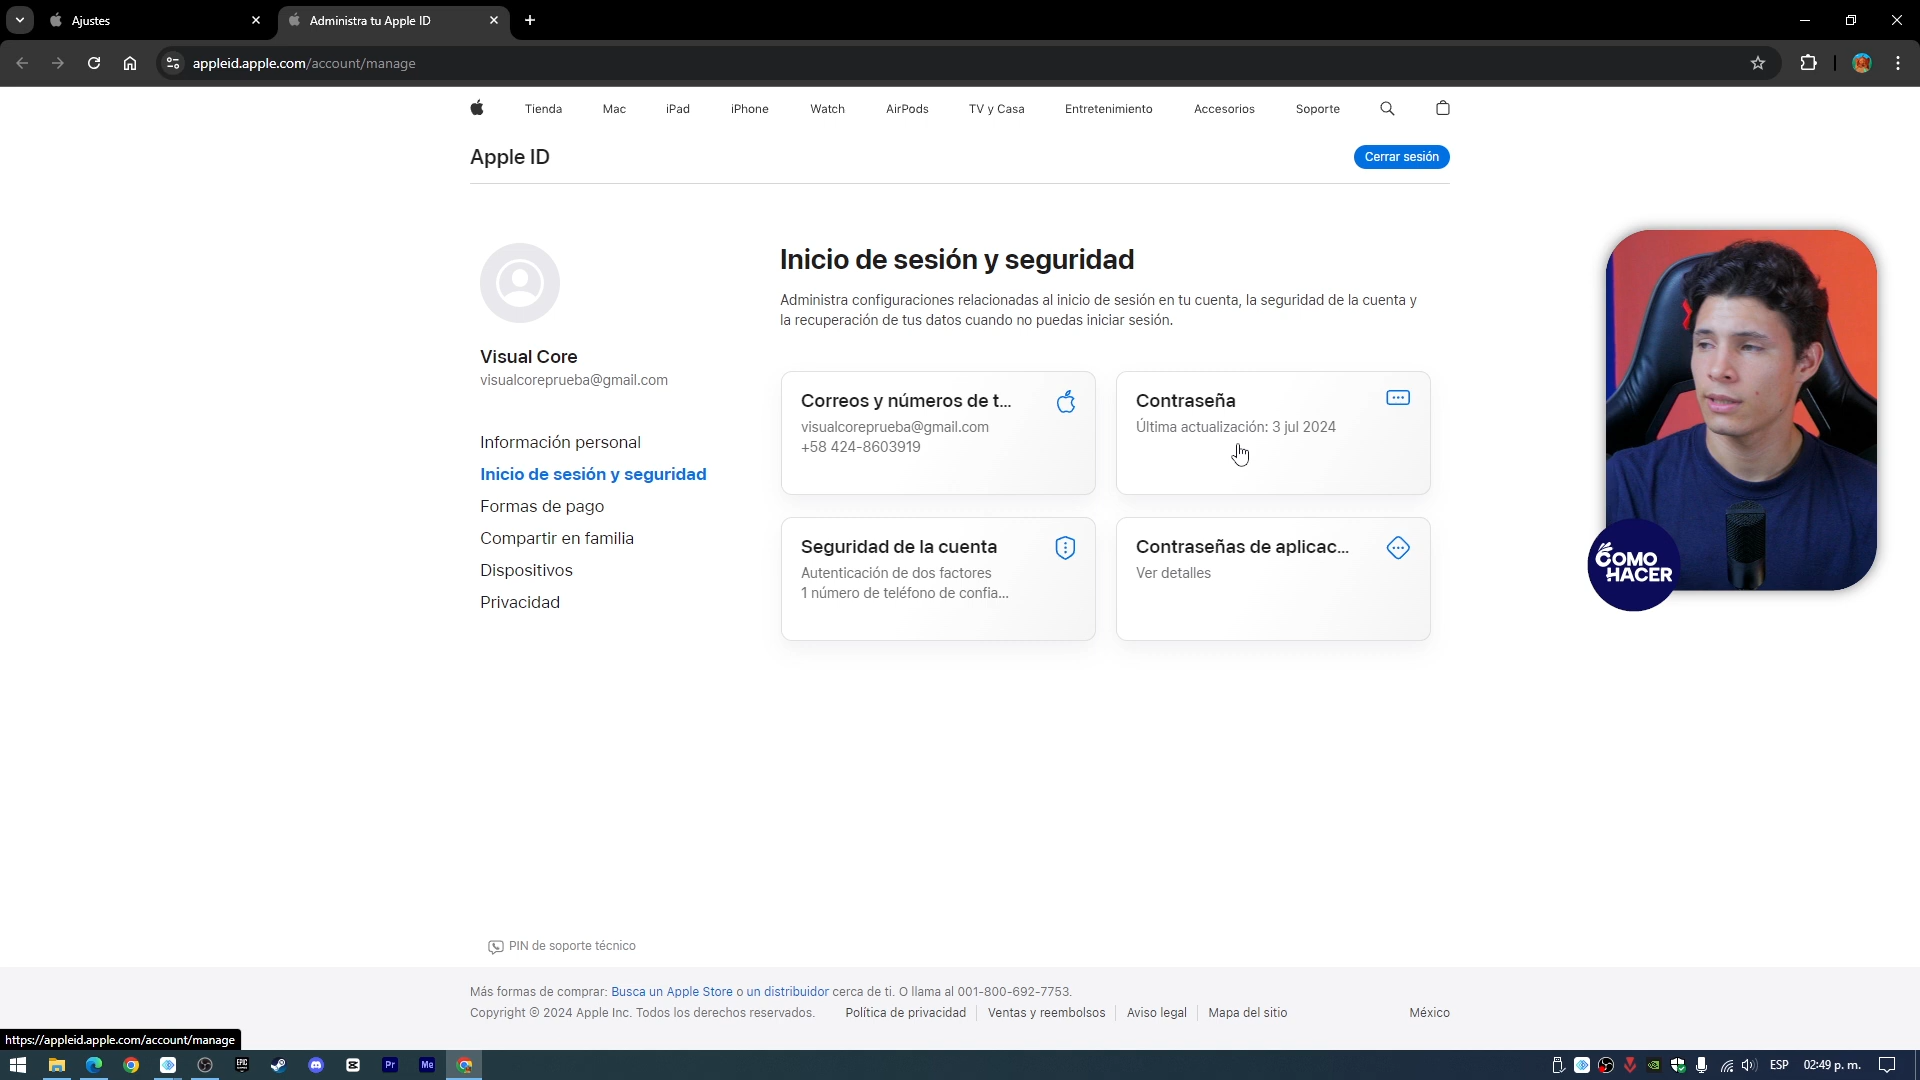 Ajustes
Administra tu Apple ID
appleid.apple.com/account/manage
Tienda
Mac
iPad
iPhone
Watch
AirPods
TV y Casa
Entretenimiento
Accesorios
Soporte
Apple ID
Cerrar sesión
Visual Core
visualcoreprueba@gmail.com
Información personal
Inicio de sesión y seguridad
Formas de pago
Compartir en familia
Dispositivos
Privacidad
Inicio de sesión y seguridad
Administra configuraciones relacionadas al inicio de sesión en tu cuenta, la seguridad de la cuenta y
la recuperación de tus datos cuando no puedas iniciar sesión.
Correos y números de t...
visualcoreprueba@gmail.com
+58 424-8603919
Contraseña
Última actualización: 3 jul 2024
Seguridad de la cuenta
Autenticación de dos factores
1 número de teléfono de confia...
Contraseñas de aplicac...
Ver detalles
COMO
HACER
PIN de soporte técnico
Más formas de comprar: Busca un Apple Store o un distribuidor cerca de ti. O llama al 001-800-692-7753.
Copyright © 2024 Apple Inc. Todos los derechos reservados.
Política de privacidad
Ventas y reembolsos
Aviso legal
Mapa del sitio
México
https://appleid.apple.com/account/manage
EPIC
Pr
Me
ESP
02:49 p. m.